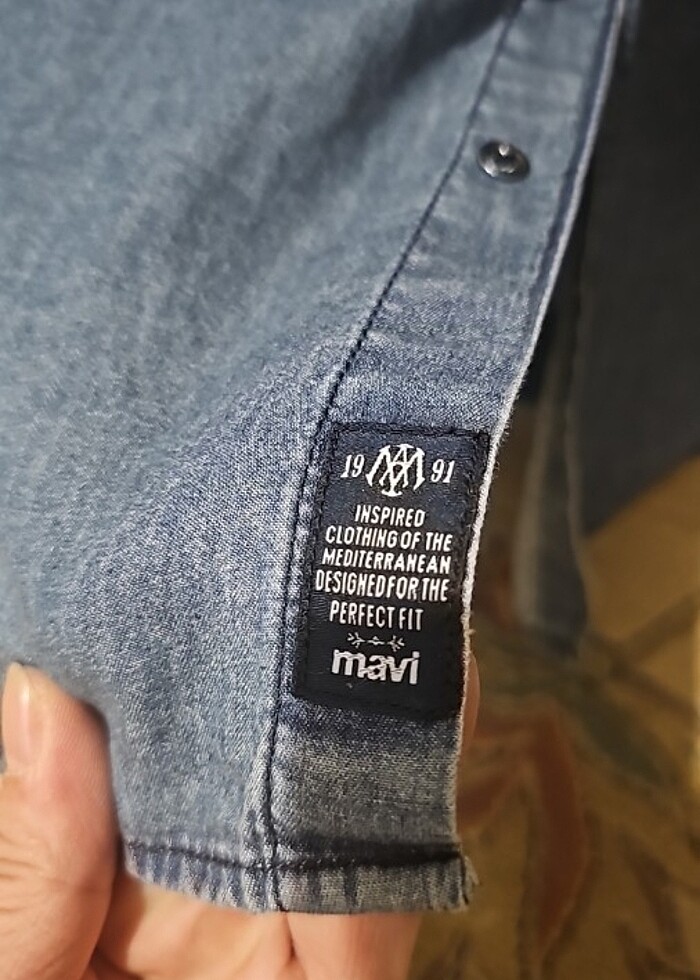 19 M 91
INSPIRED
CLOTHING OF THE
MEDITERRANEAN
DESIGNED FOR THE
PERFECT FIT
mavi